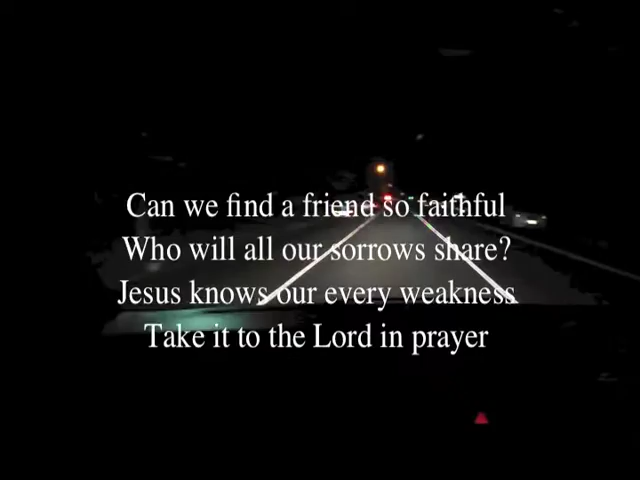 Can we find a friend so faithful
Who will all our sorrows share?
Jesus knows our every weakness
Take it to the Lord in prayer